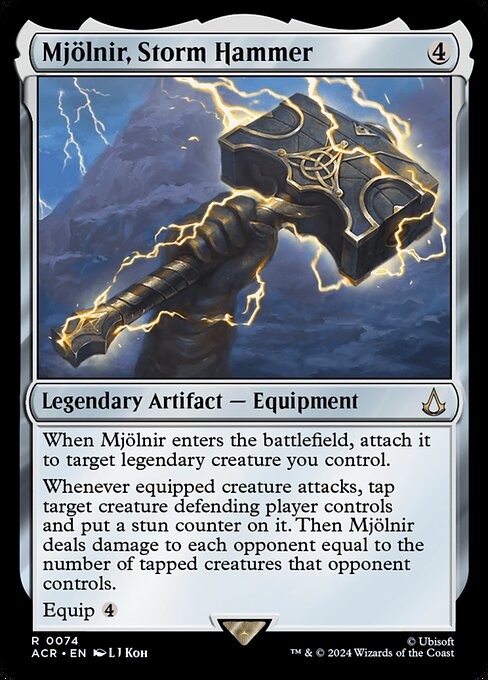 Mjölnir, Storm Hammer 4
Legendary Artifact — Equipment
When Mjölnir enters the battlefield, attach it
to target legendary creature you control.
Whenever equipped creature attacks, tap
target creature defending player controls
and put a stun counter on it. Then Mjölnir
deals damage to each opponent equal to the
number of tapped creatures that opponent
controls.
Equip 4
R 0074
ACR • EN LJ Koh
© Ubisoft
™ & © 2024 Wizards of the Coast